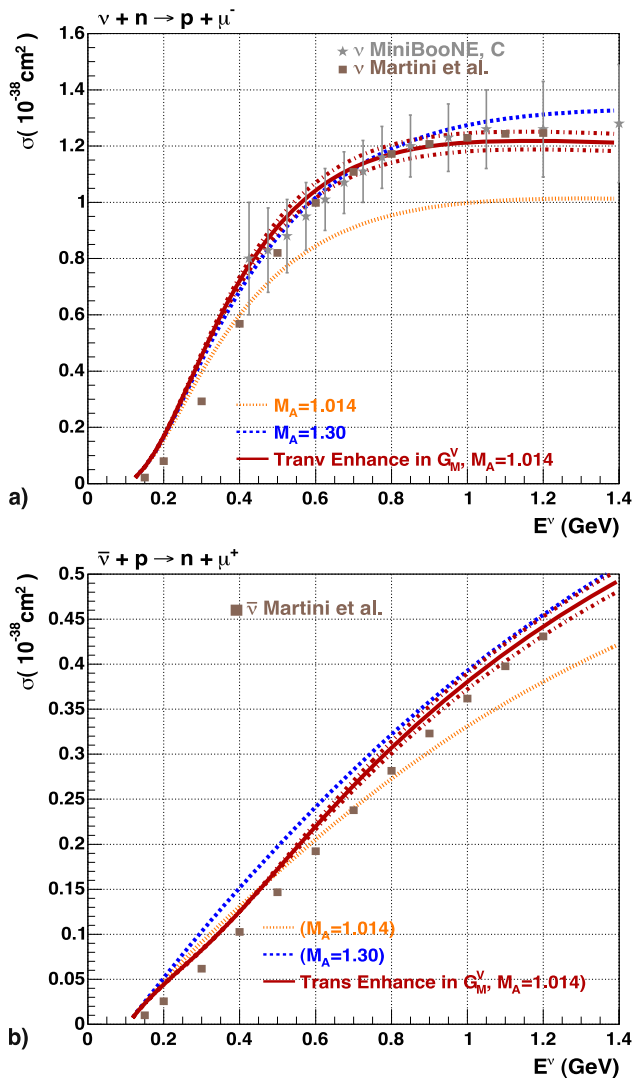 ν + n → p + μ⁻
σ( 10⁻³⁸cm²)
1.6
1.4
1.2
1
0.8
0.6
0.4
0.2
0
ν MiniBooNE, C
ν Martini et al.
M_A=1.014
M_A=1.30
Tranv Enhance in G_M^V, M_A=1.014
a)
0 0.2 0.4 0.6 0.8 1 1.2 1.4
E^ν (GeV)
ν̅ + p → n + μ⁺
σ( 10⁻³⁸cm²)
0.5
0.45
0.4
0.35
0.3
0.25
0.2
0.15
0.1
0.05
0
ν̅ Martini et al.
(M_A=1.014)
(M_A=1.30)
Trans Enhance in G_M^V, M_A=1.014)
b)
0 0.2 0.4 0.6 0.8 1 1.2 1.4
E^ν (GeV)